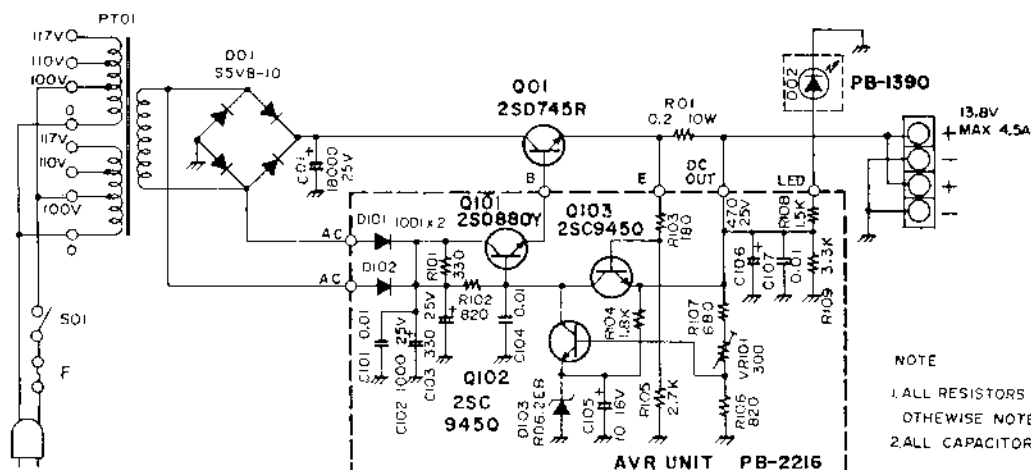 PT01
117V
110V
100V
0
117V
110V
100V
0
S01
F
D01
S5VB-10
C01
18000
25V
Q01
2SD745R
R01
0.2 10W
D02
PB-1390
13.8V
MAX 4.5A
+
−
+
−
B
E
DC
OUT
LED
AC
AC
D101
10D1 x 2
D102
Q101
2SD880Y
Q103
2SC945Q
R101
330
R102
820
R103
180
470
25V
R108
1.5K
C106
C107
0.01
R109
3.3K
C101 0.01
C102 1000 25V
C103 330 25V
C104 0.01
Q102
2SC
945Q
D103
RD6.2EB
C105
10 16V
R104
1.8K
R105
2.7K
R107
680
VR101
300
R106
820
AVR UNIT PB-2216
NOTE
1. ALL RESISTORS
OTHEWISE NOTE
2. ALL CAPACITOR